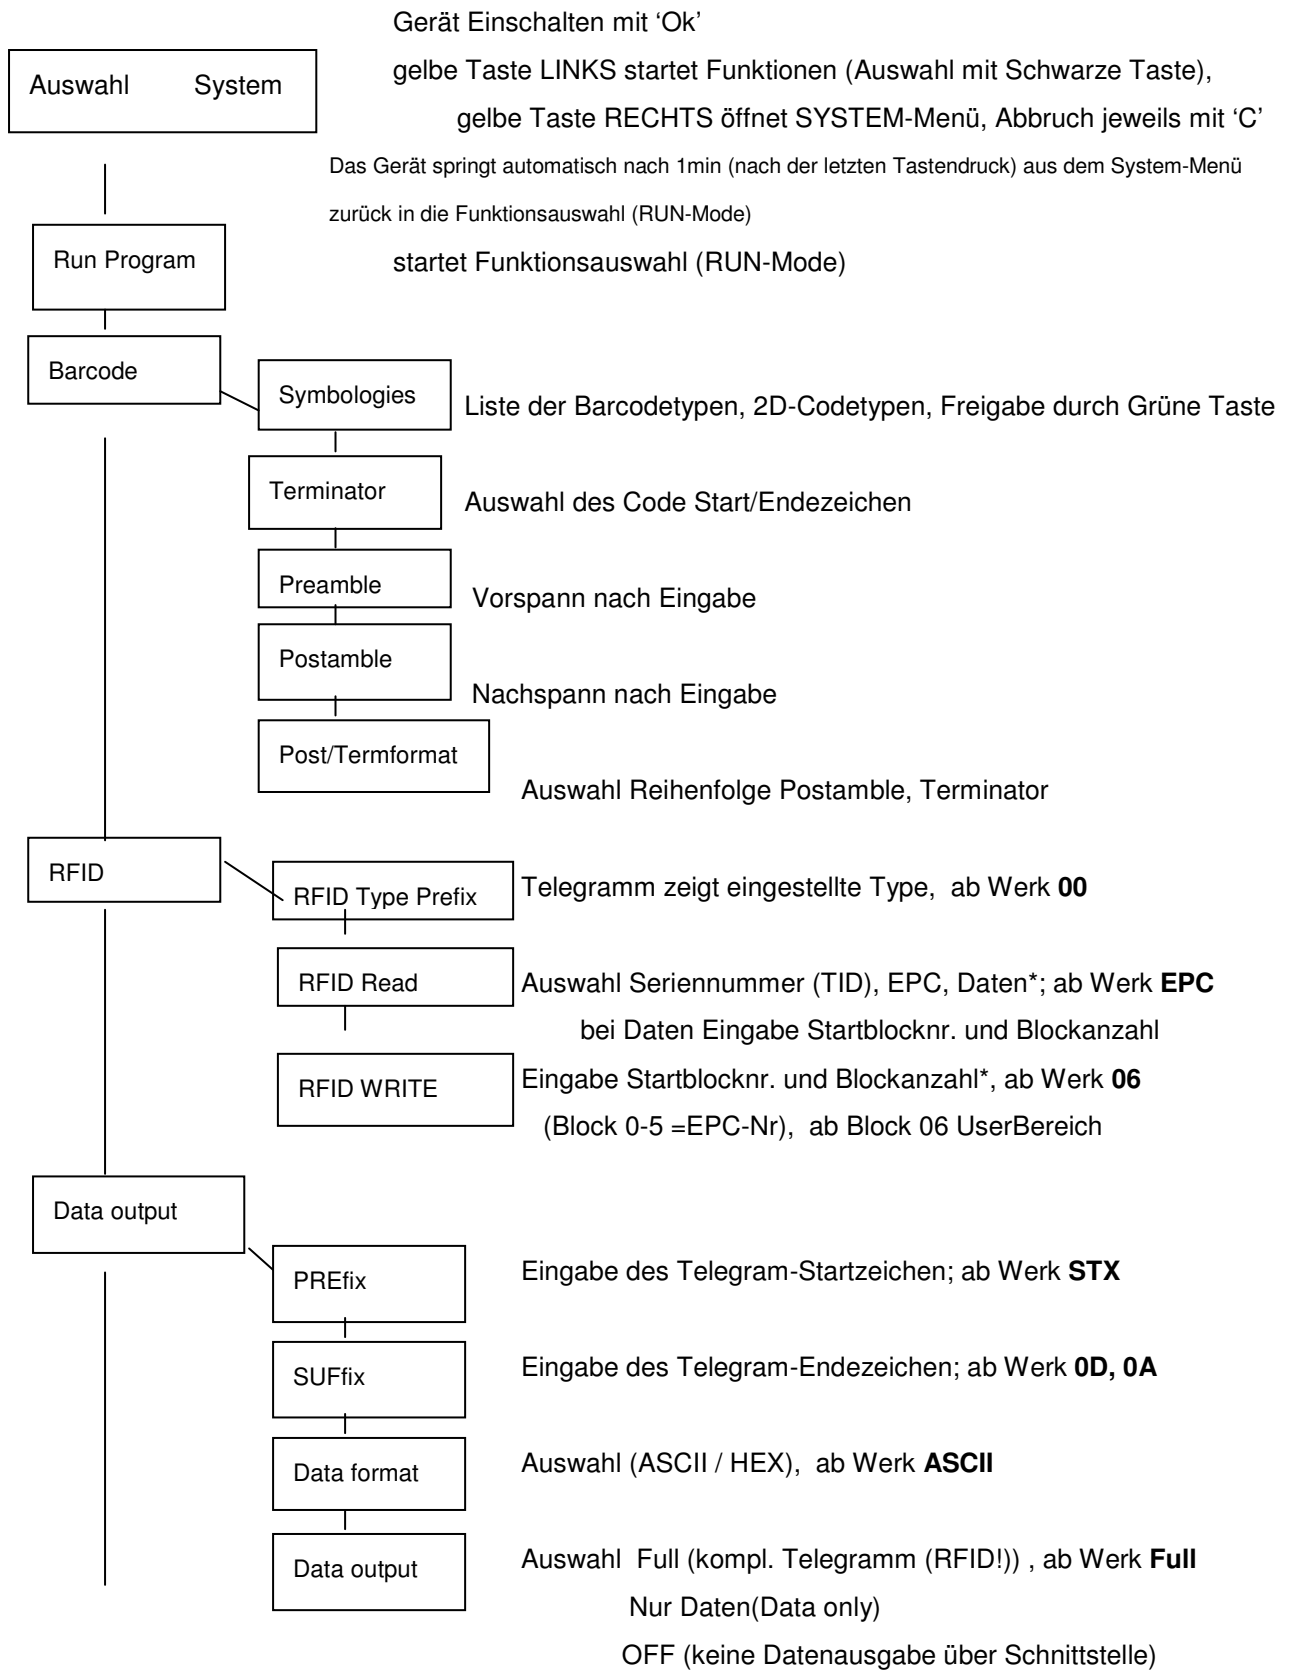 Gerät Einschalten mit ‘Ok’
Auswahl System
gelbe Taste LINKS startet Funktionen (Auswahl mit Schwarze Taste),
gelbe Taste RECHTS öffnet SYSTEM-Menü, Abbruch jeweils mit ‘C’
Das Gerät springt automatisch nach 1min (nach der letzten Tastendruck) aus dem System-Menü
zurück in die Funktionsauswahl (RUN-Mode)
Run Program
startet Funktionsauswahl (RUN-Mode)
Barcode
Symbologies
Liste der Barcodetypen, 2D-Codetypen, Freigabe durch Grüne Taste
Terminator
Auswahl des Code Start/Endezeichen
Preamble
Vorspann nach Eingabe
Postamble
Nachspann nach Eingabe
Post/Termformat
Auswahl Reihenfolge Postamble, Terminator
RFID
RFID Type Prefix
Telegramm zeigt eingestellte Type, ab Werk 00
RFID Read
Auswahl Seriennummer (TID), EPC, Daten*; ab Werk EPC
bei Daten Eingabe Startblocknr. und Blockanzahl
RFID WRITE
Eingabe Startblocknr. und Blockanzahl*, ab Werk 06
(Block 0-5 =EPC-Nr), ab Block 06 UserBereich
Data output
PREfix
Eingabe des Telegram-Startzeichen; ab Werk STX
SUFfix
Eingabe des Telegram-Endezeichen; ab Werk 0D, 0A
Data format
Auswahl (ASCII / HEX), ab Werk ASCII
Data output
Auswahl Full (kompl. Telegramm (RFID!)) , ab Werk Full
Nur Daten(Data only)
OFF (keine Datenausgabe über Schnittstelle)